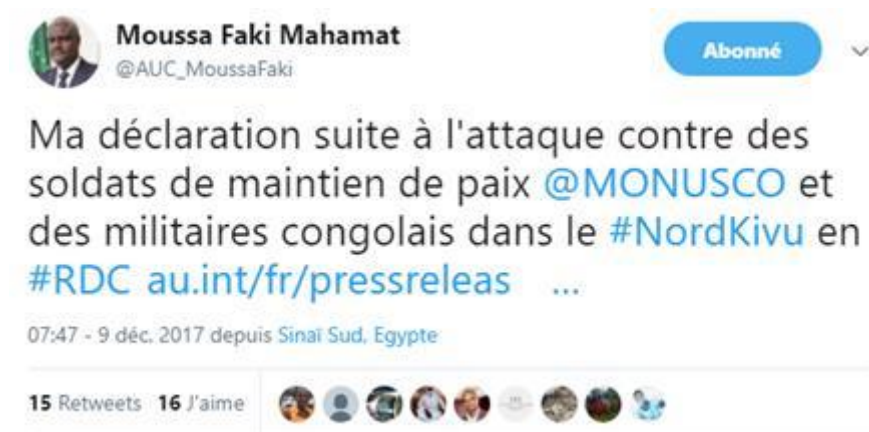 Moussa Faki Mahamat
@AUC_MoussaFaki
Abonné
Ma déclaration suite à l'attaque contre des
soldats de maintien de paix @MONUSCO et
des militaires congolais dans le #NordKivu en
#RDC au.int/fr/pressreleas ...
07:47 - 9 déc. 2017 depuis Sinaï Sud, Egypte
15 Retweets 16 J'aime